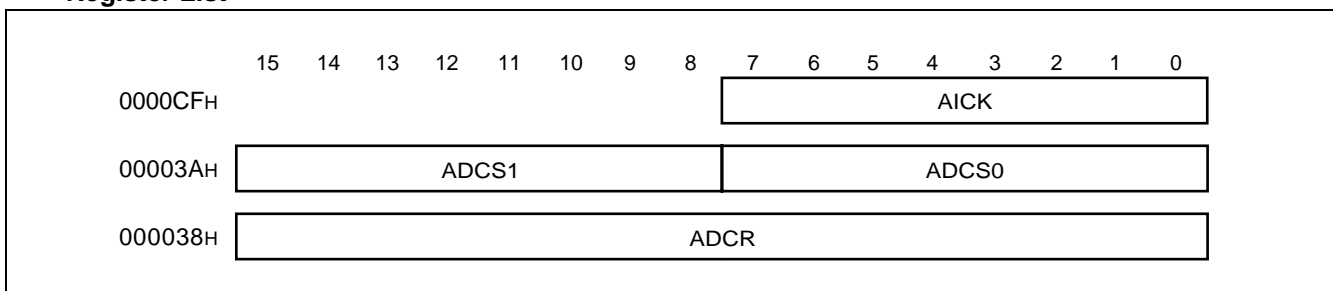 Register List
15 14 13 12 11 10 9 8 7 6 5 4 3 2 1 0
0000CFH AICK
00003AH ADCS1 ADCS0
000038H ADCR